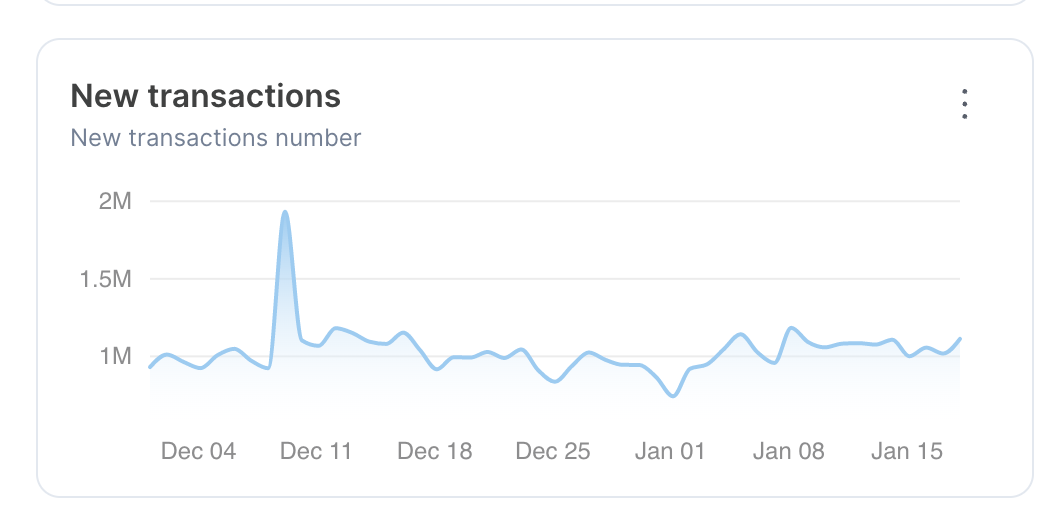 New transactions
New transactions number
2M
1.5M
1M
Dec 04 Dec 11 Dec 18 Dec 25 Jan 01 Jan 08 Jan 15